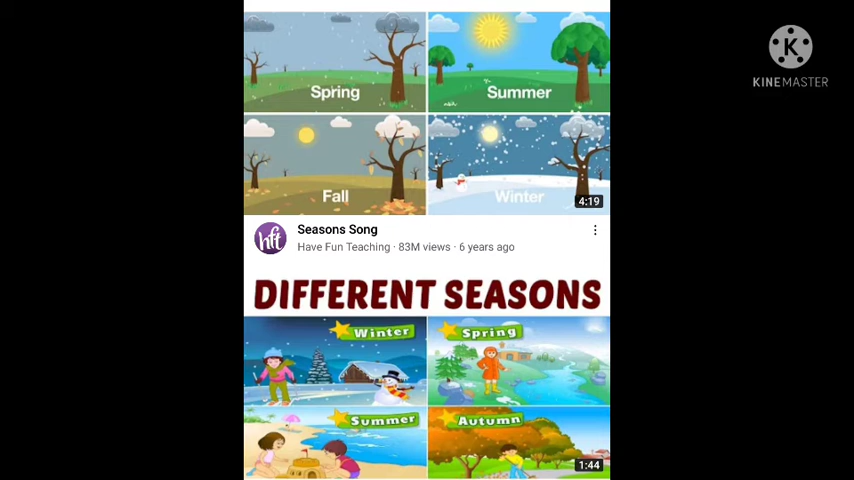 KINEMASTER
Spring
Summer
Fall
Winter
4:19
hft
Seasons Song
Have Fun Teaching · 83M views · 6 years ago
DIFFERENT SEASONS
Winter
Spring
Summer
Autumn
1:44